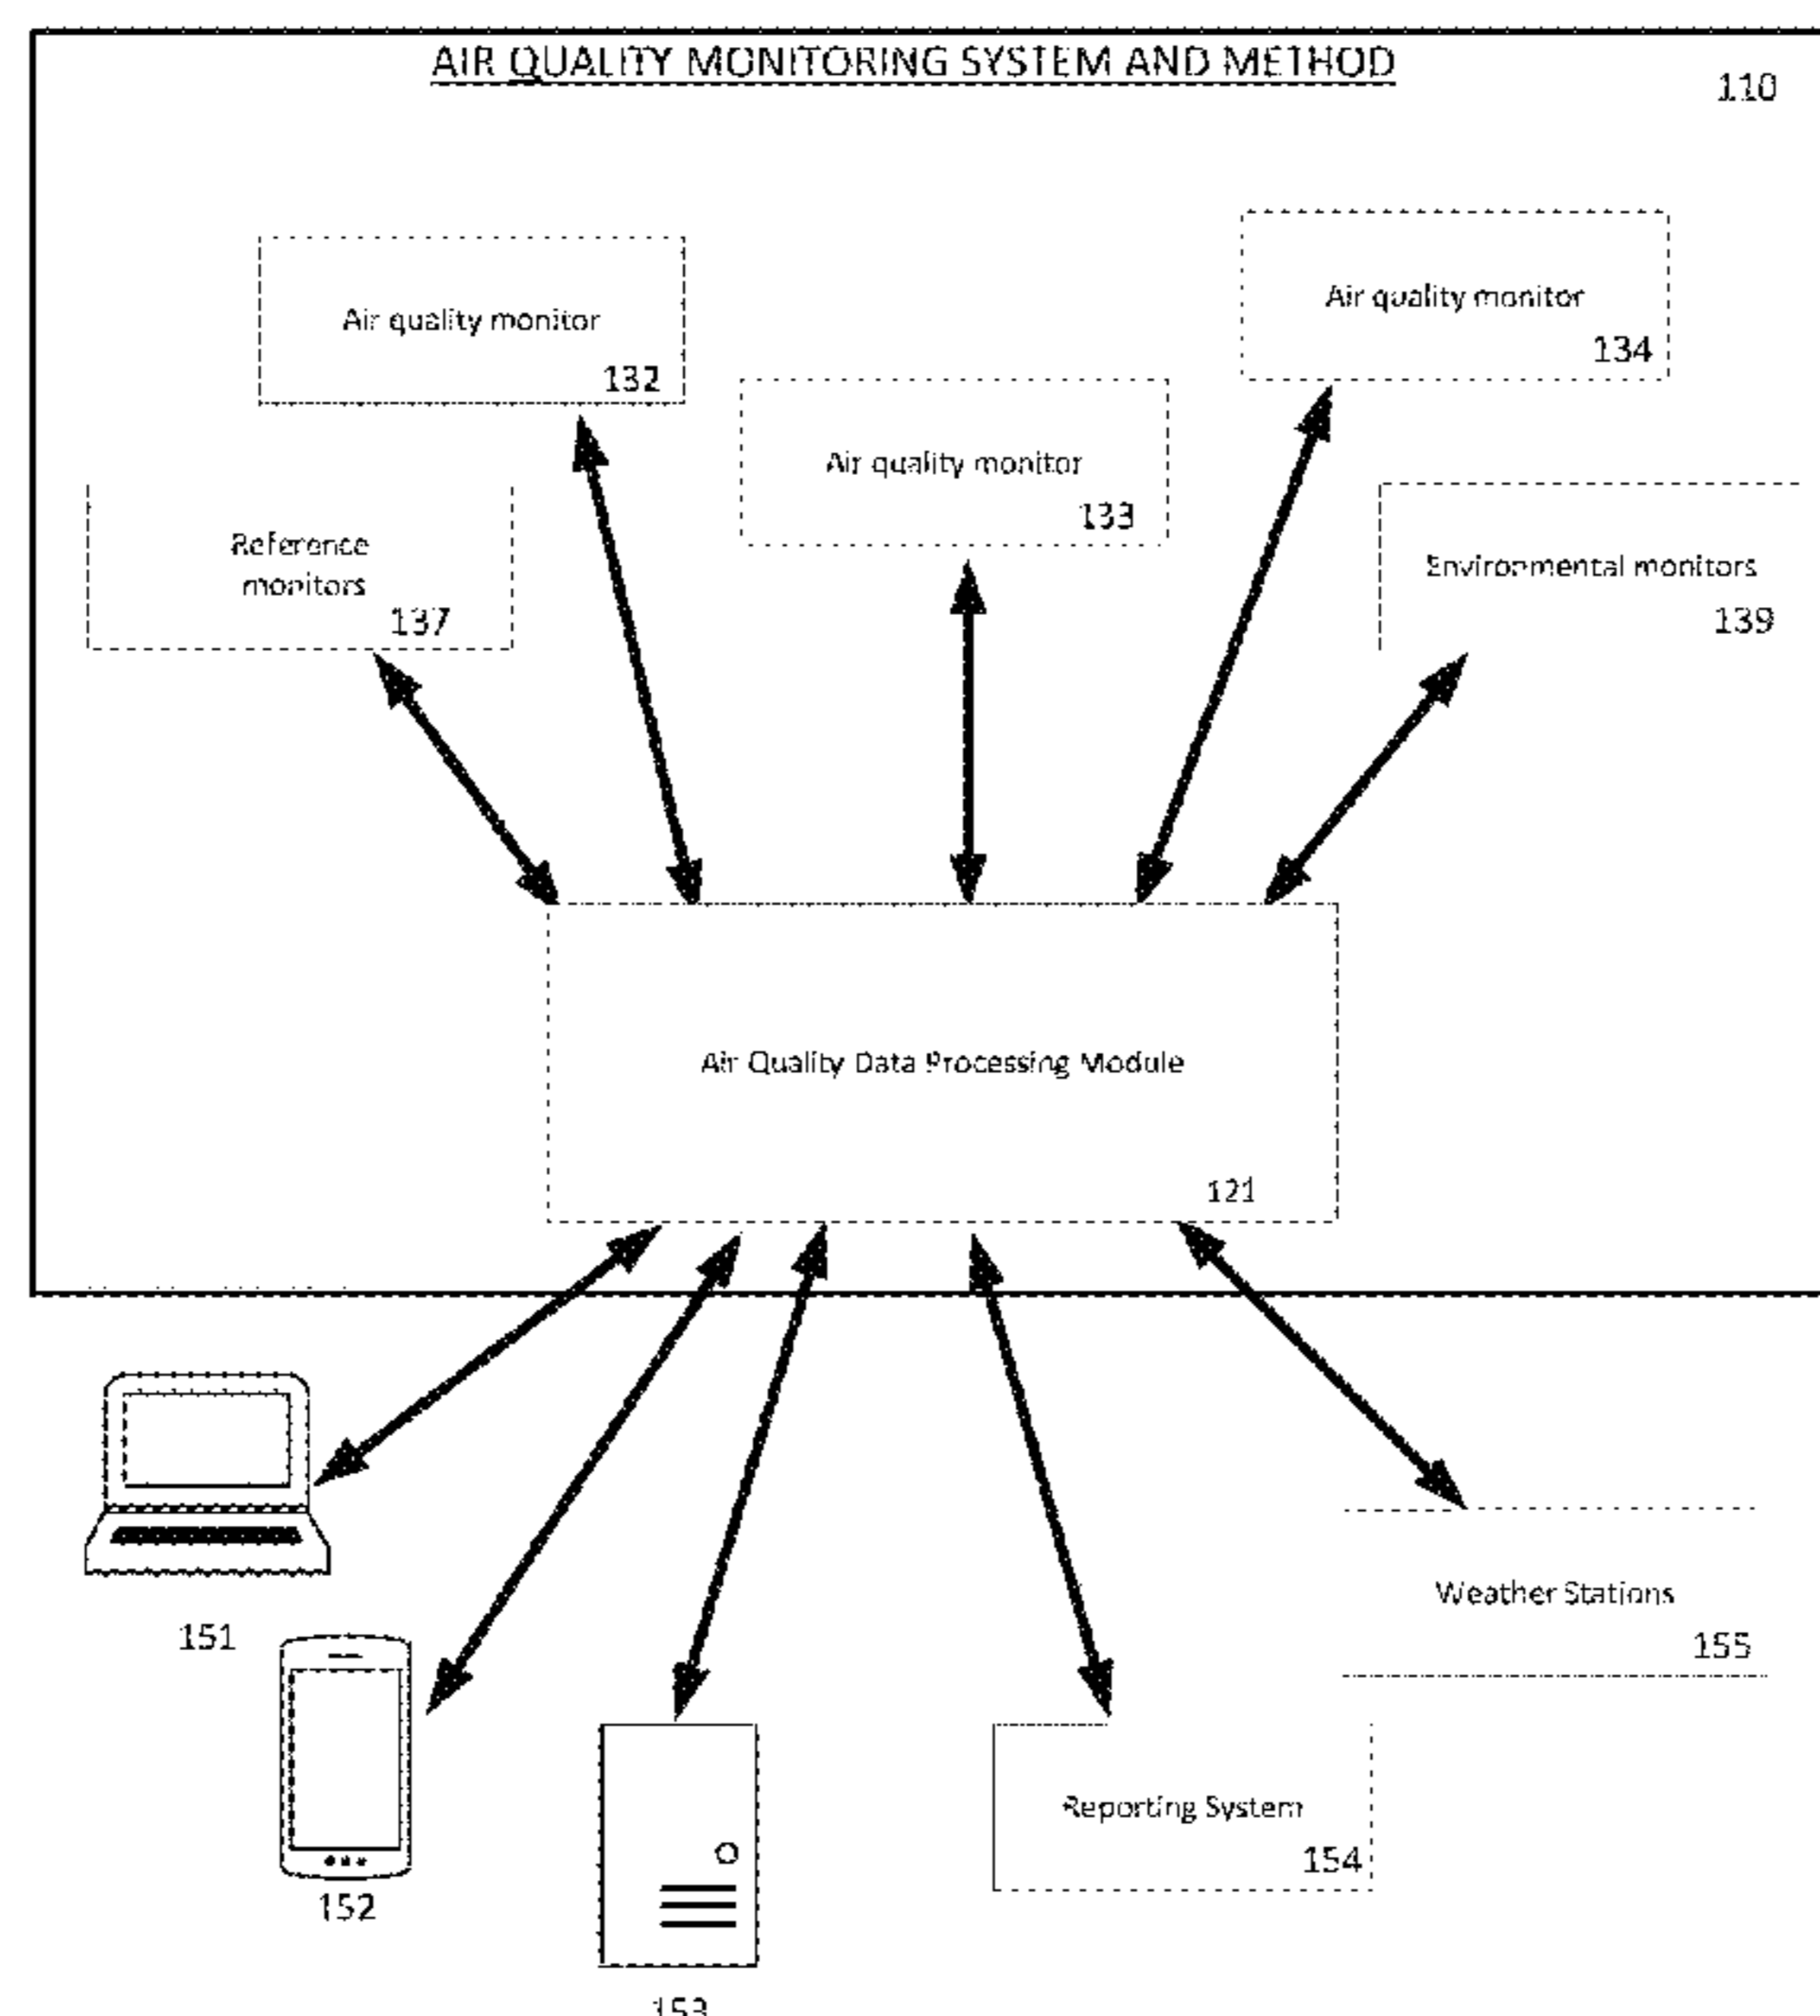 AIR QUALITY MONITORING SYSTEM AND METHOD
110
Air quality monitor
132
Air quality monitor
133
Air quality monitor
134
Reference
monitors
137
Environmental monitors
139
Air Quality Data Processing Module
121
151
152
153
Reporting System
154
Weather Stations
155